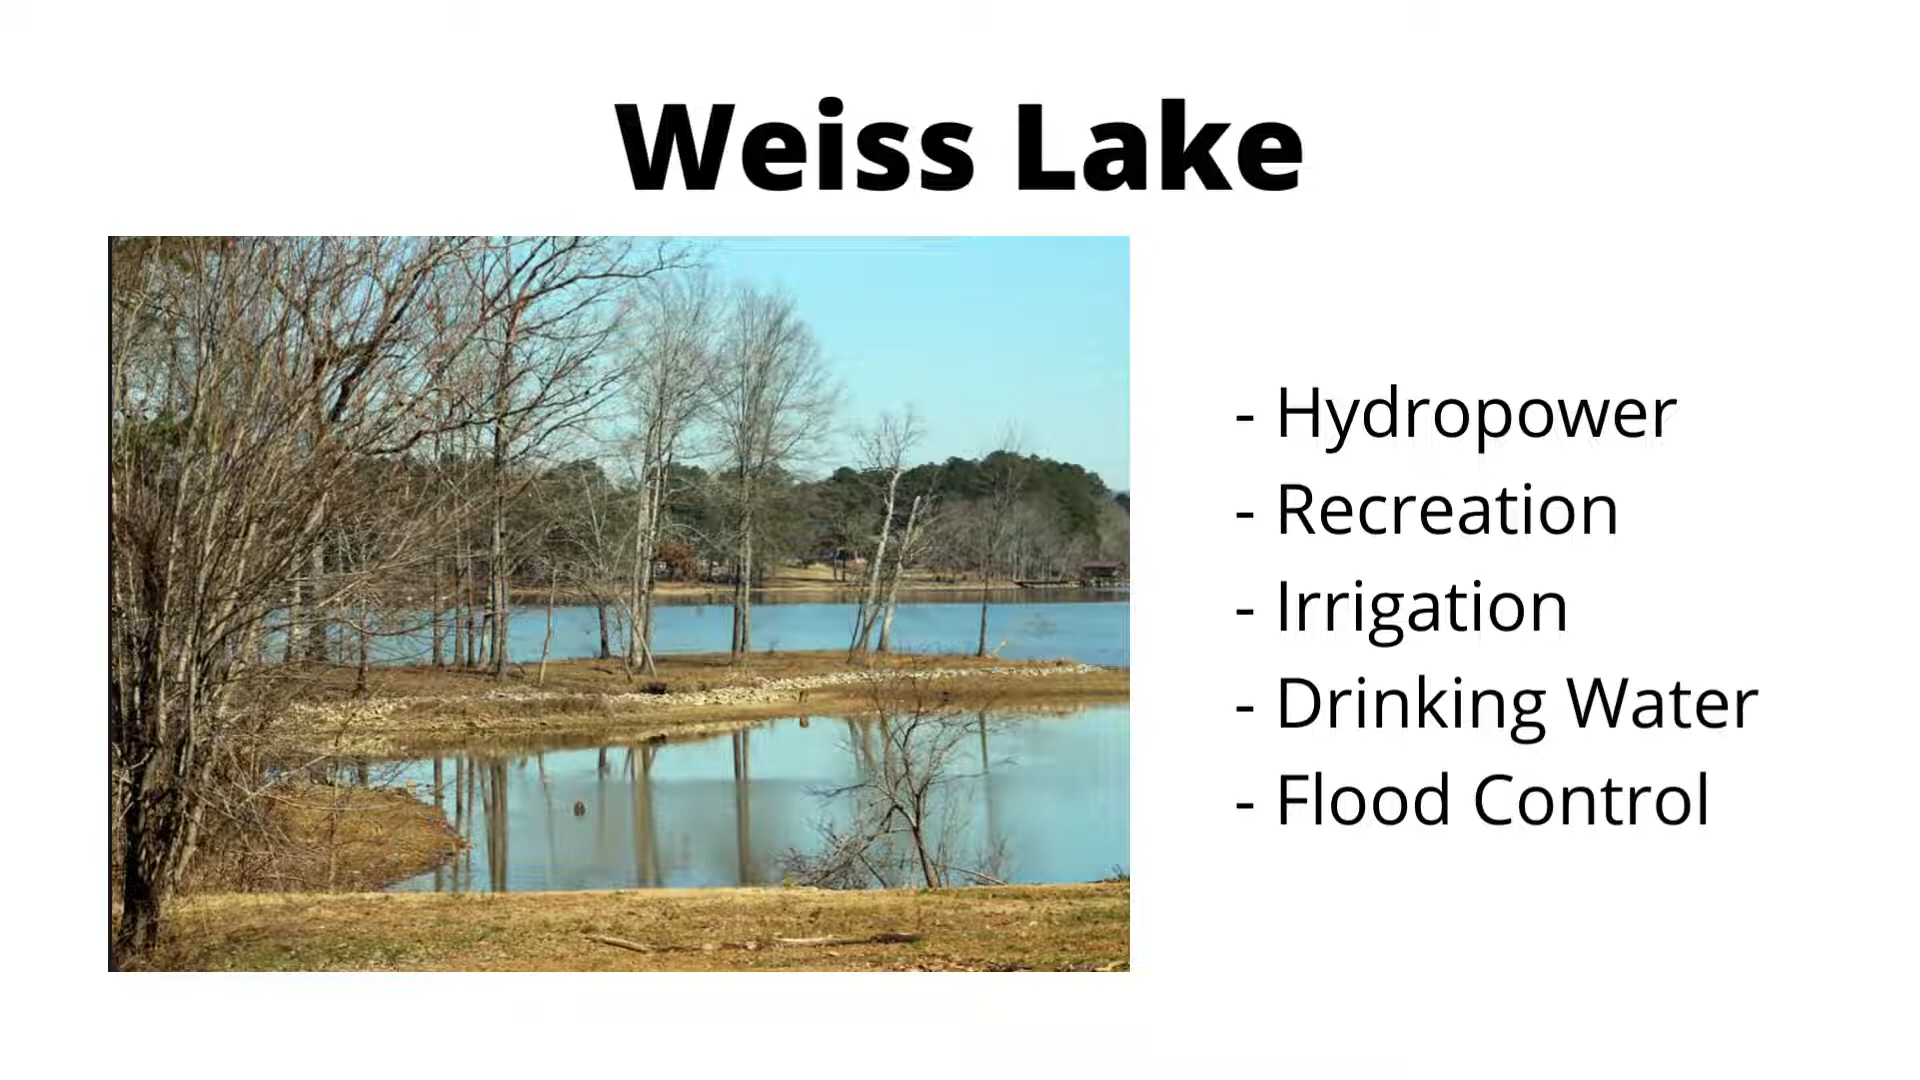 Weiss Lake
- Hydropower
- Recreation
- Irrigation
- Drinking Water
- Flood Control